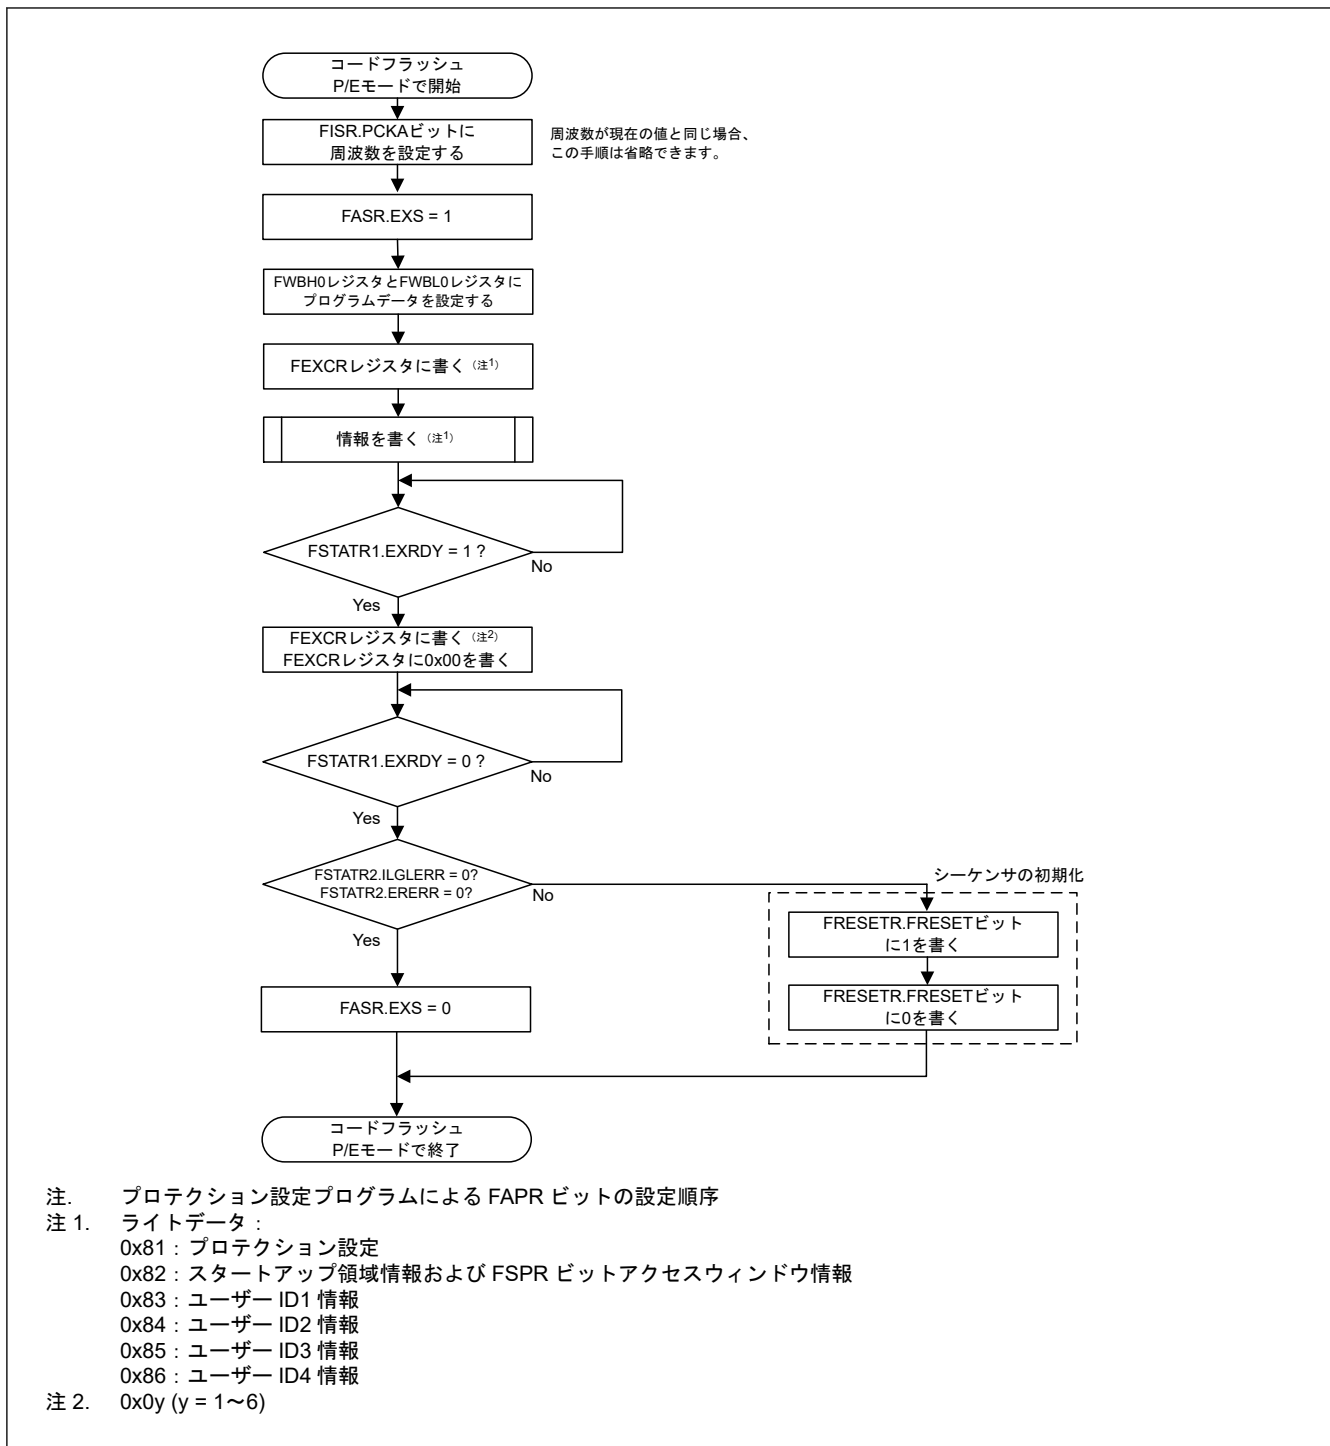 コードフラッシュ
P/Eモードで開始
FISR.PCKAビットに
周波数を設定する
周波数が現在の値と同じ場合、
この手順は省略できます。
FASR.EXS = 1
FWBH0レジスタとFWBL0レジスタに
プログラムデータを設定する
FEXCRレジスタに書く（注1）
情報を書く（注1）
FSTATR1.EXRDY = 1 ?
No
Yes
FEXCRレジスタに書く（注2）
FEXCRレジスタに0x00を書く
FSTATR1.EXRDY = 0 ?
No
Yes
FSTATR2.ILGLERR = 0?
FSTATR2.ERERR = 0?
No
Yes
シーケンサの初期化
FRESETR.FRESETビット
に1を書く
FRESETR.FRESETビット
に0を書く
FASR.EXS = 0
コードフラッシュ
P/Eモードで終了
注. プロテクション設定プログラムによる FAPR ビットの設定順序
注 1. ライトデータ：
0x81：プロテクション設定
0x82：スタートアップ領域情報および FSPR ビットアクセスウィンドウ情報
0x83：ユーザー ID1 情報
0x84：ユーザー ID2 情報
0x85：ユーザー ID3 情報
0x86：ユーザー ID4 情報
注 2. 0x0y (y = 1～6)